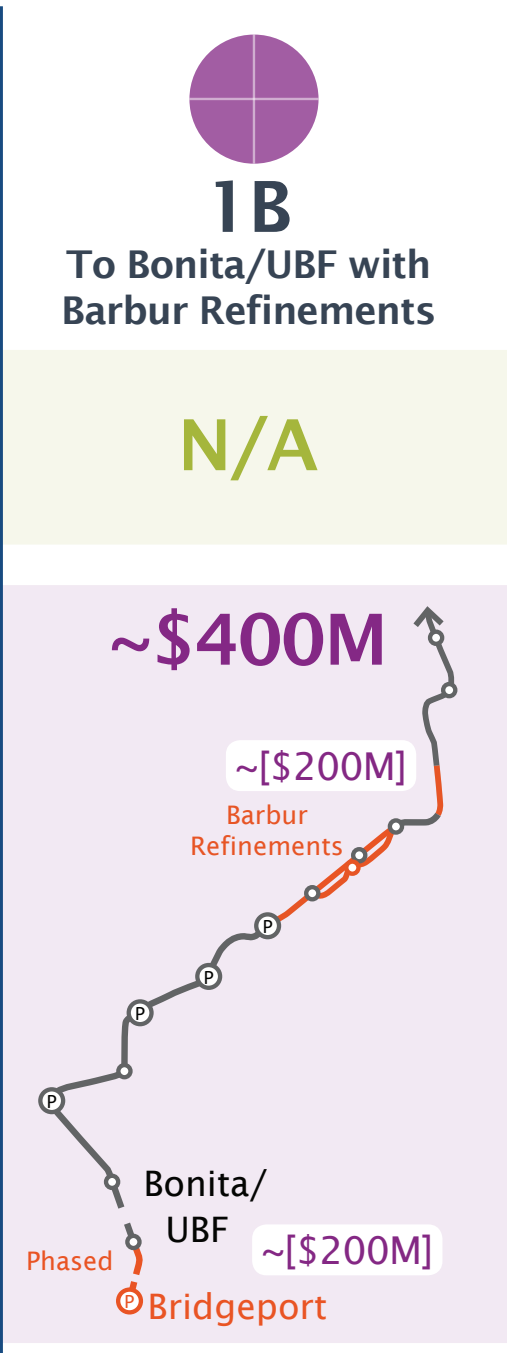 1B
To Bonita/UBF with
Barbur Refinements
N/A
~$400M
~[$200M]
Barbur
Refinements
P
P
P
P
Bonita/
UBF
Phased
~[$200M]
P
Bridgeport